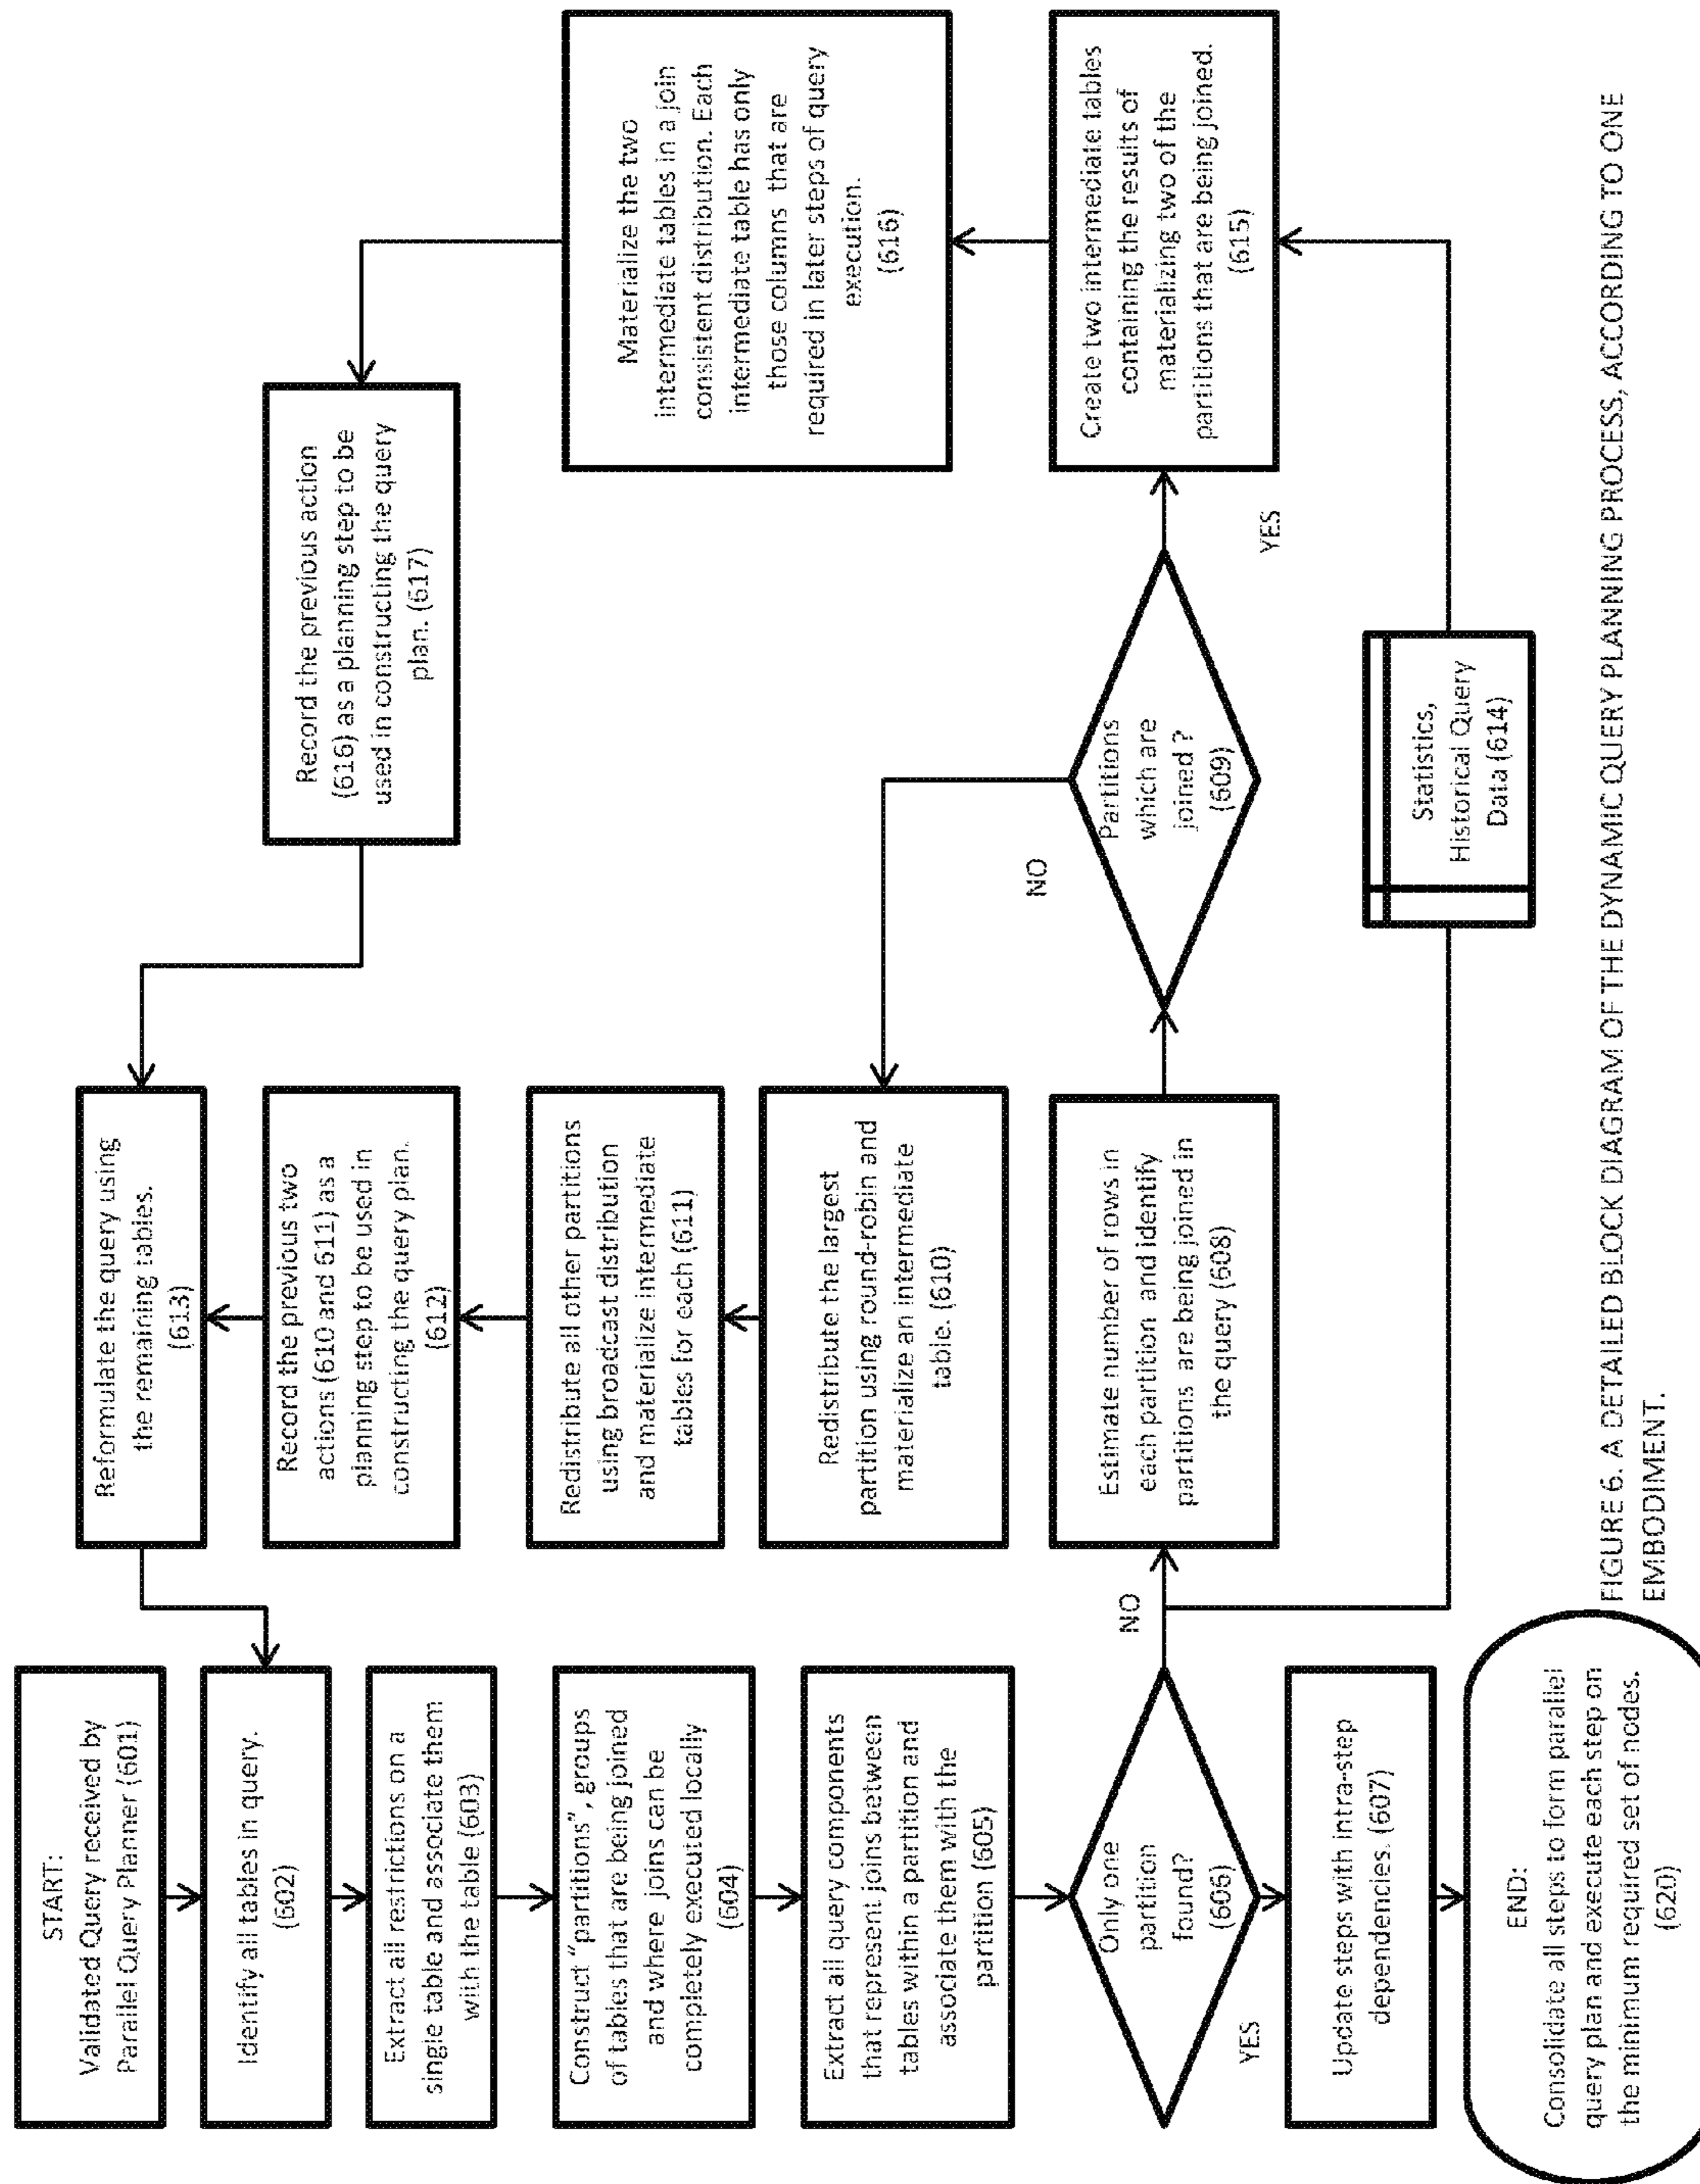 START:
Validated Query received by
Parallel Query Planner (601)
Identify all tables in query.
(602)
Extract all restrictions on a
single table and associate them
with the table (603)
Construct "partitions", groups
of tables that are being joined
and where joins can be
completely executed locally
(604)
Extract all query components
that represent joins between
tables within a partition and
associate them with the
partition (605)
Only one
partition
found?
(606)
YES
NO
Update steps with intra-step
dependencies. (607)
END:
Consolidate all steps to form parallel
query plan and execute each step on
the minimum required set of nodes.
(620)
Estimate number of rows in
each partition and identify
partitions are being joined in
the query (608)
Partitions
which are
joined ?
(609)
NO
YES
Redistribute the largest
partition using round-robin and
materialize an intermediate
table. (610)
Redistribute all other partitions
using broadcast distribution
and materialize intermediate
tables for each (611)
Record the previous two
actions (610 and 611) as a
planning step to be used in
constructing the query plan.
(612)
Reformulate the query using
the remaining tables.
(613)
Statistics,
Historical Query
Data (614)
Create two intermediate tables
containing the results of
materializing two of the
partitions that are being joined.
(615)
Materialize the two
intermediate tables in a join
consistent distribution. Each
intermediate table has only
those columns that are
required in later steps of query
execution.
(616)
Record the previous action
(616) as a planning step to be
used in constructing the query
plan. (617)
FIGURE 6. A DETAILED BLOCK DIAGRAM OF THE DYNAMIC QUERY PLANNING PROCESS, ACCORDING TO ONE
EMBODIMENT.